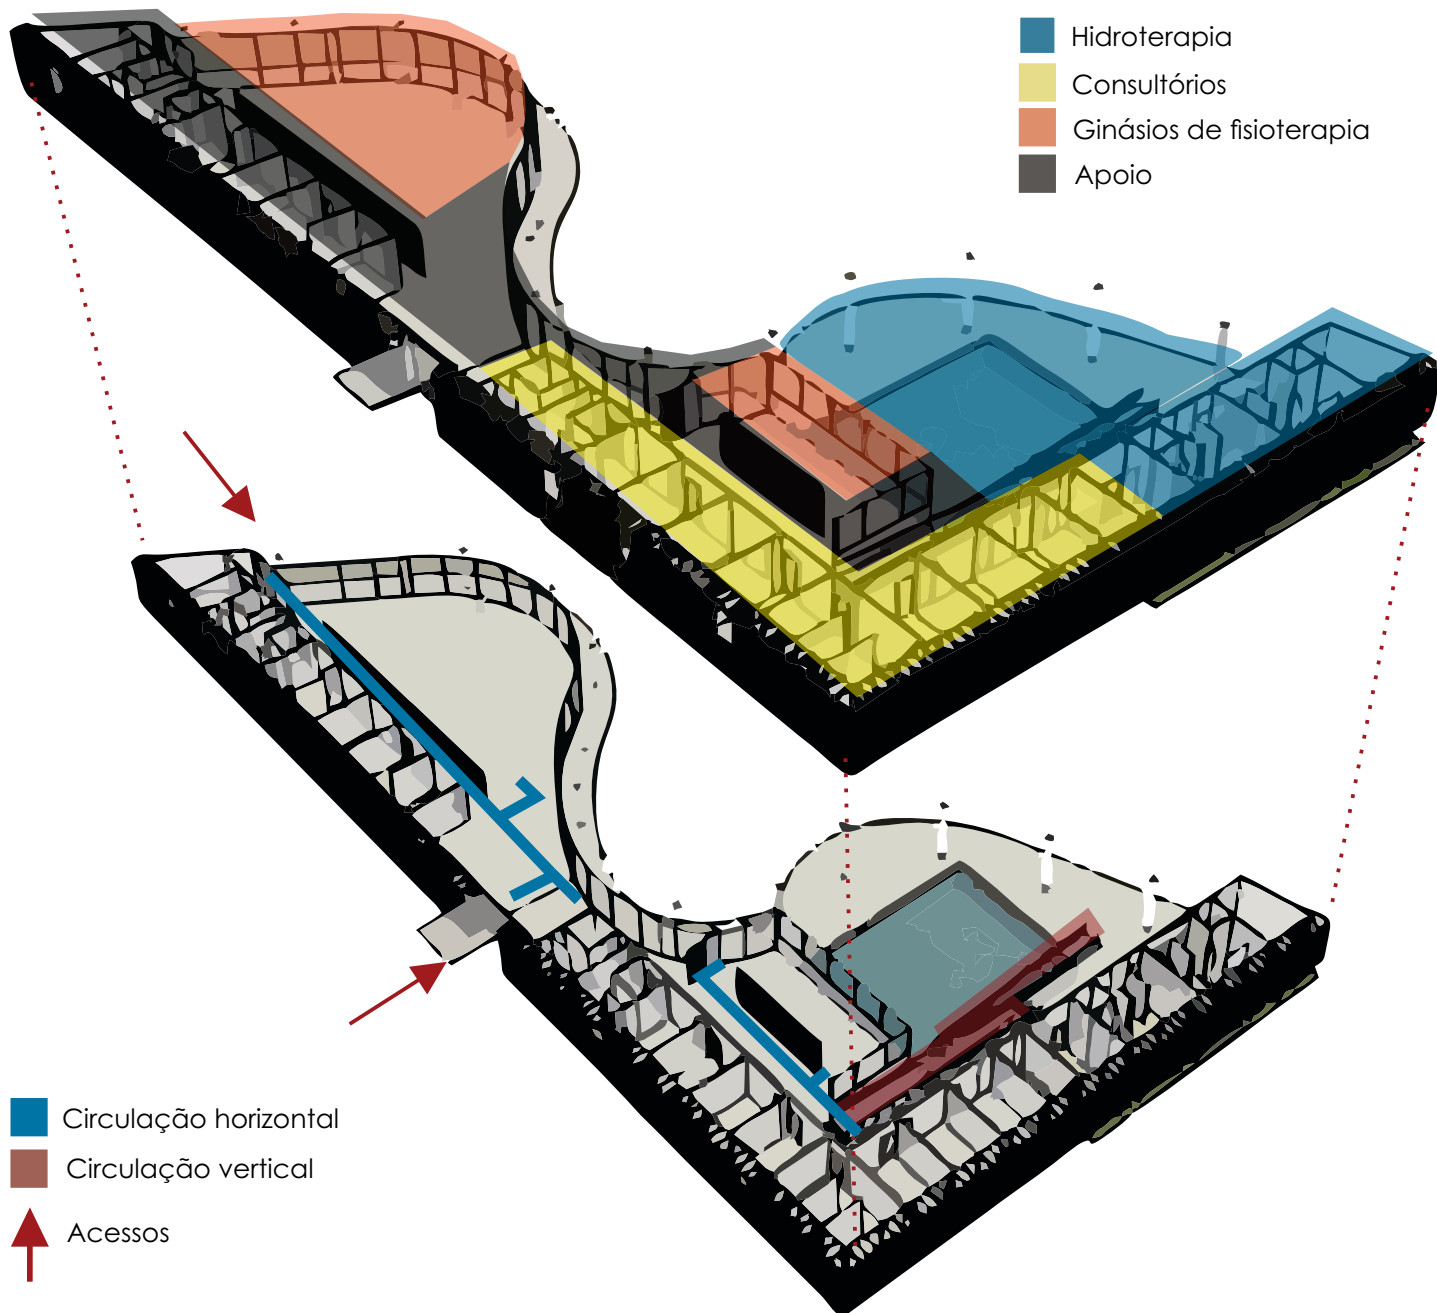 Hidroterapia
Consultórios
Ginásios de fisioterapia
Apoio
Circulação horizontal
Circulação vertical
Acessos